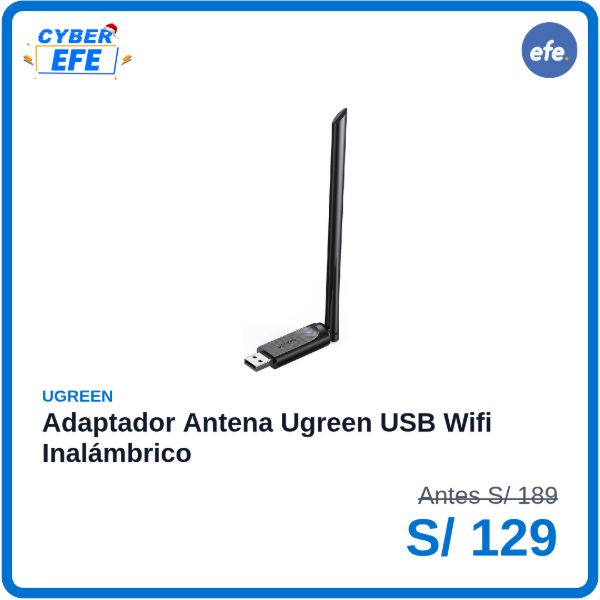 CYBER
EFE
efe.
UGREEN
Adaptador Antena Ugreen USB Wifi
Inalámbrico
Antes S/ 189
S/ 129